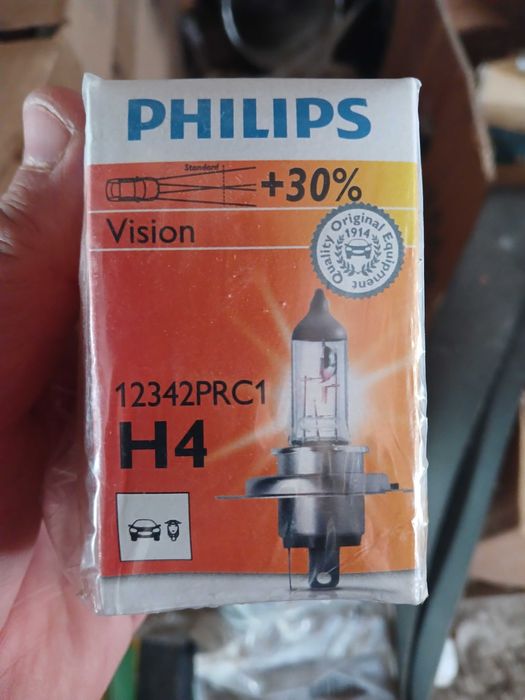 PHILIPS
Standard
+30%
Vision
Quality Original Equipment
1914
12342PRC1
H4